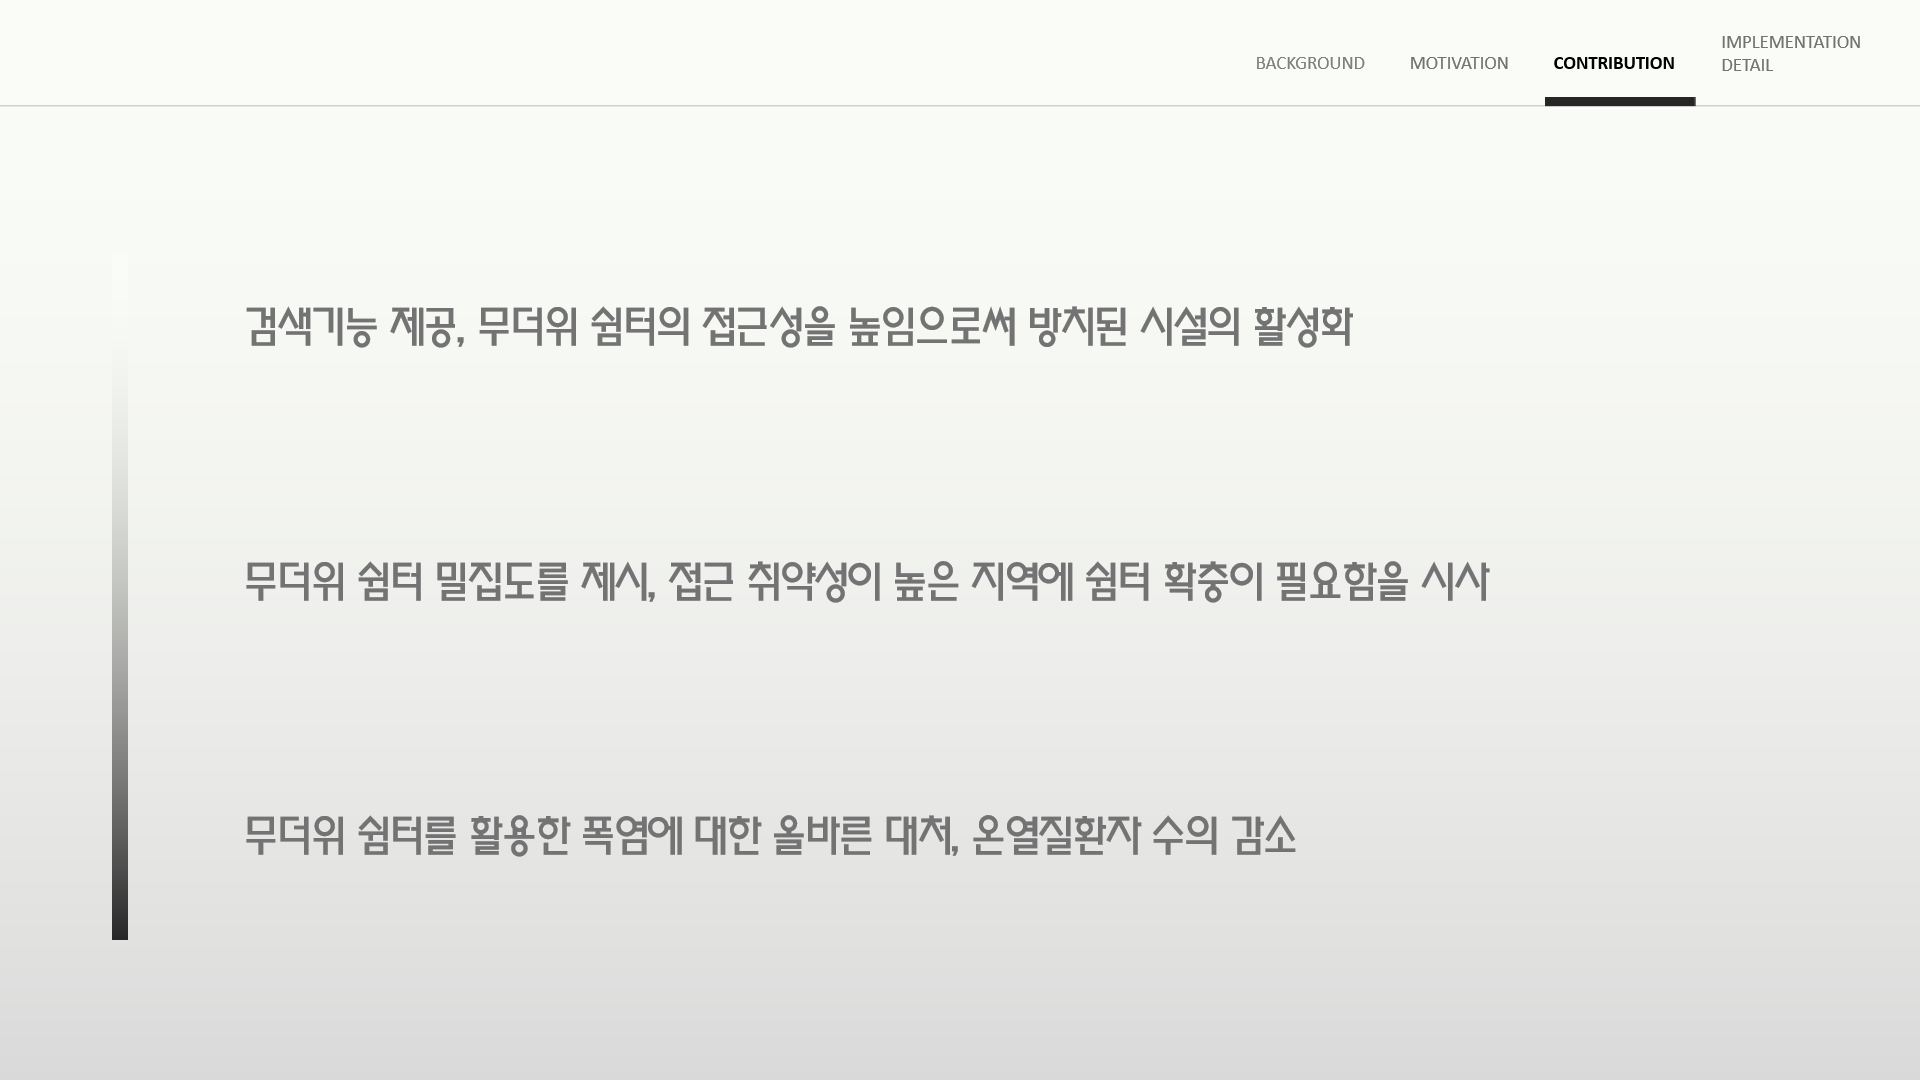 BACKGROUND
MOTIVATION
CONTRIBUTION
IMPLEMENTATION
DETAIL
검색기능 제공, 무더위 쉼터의 접근성을 높임으로써 방치된 시설의 활성화
무더위 쉼터 밀집도를 제시, 접근 취약성이 높은 지역에 쉼터 확충이 필요함을 시사
무더위 쉼터를 활용한 폭염에 대한 올바른 대처, 온열질환자 수의 감소